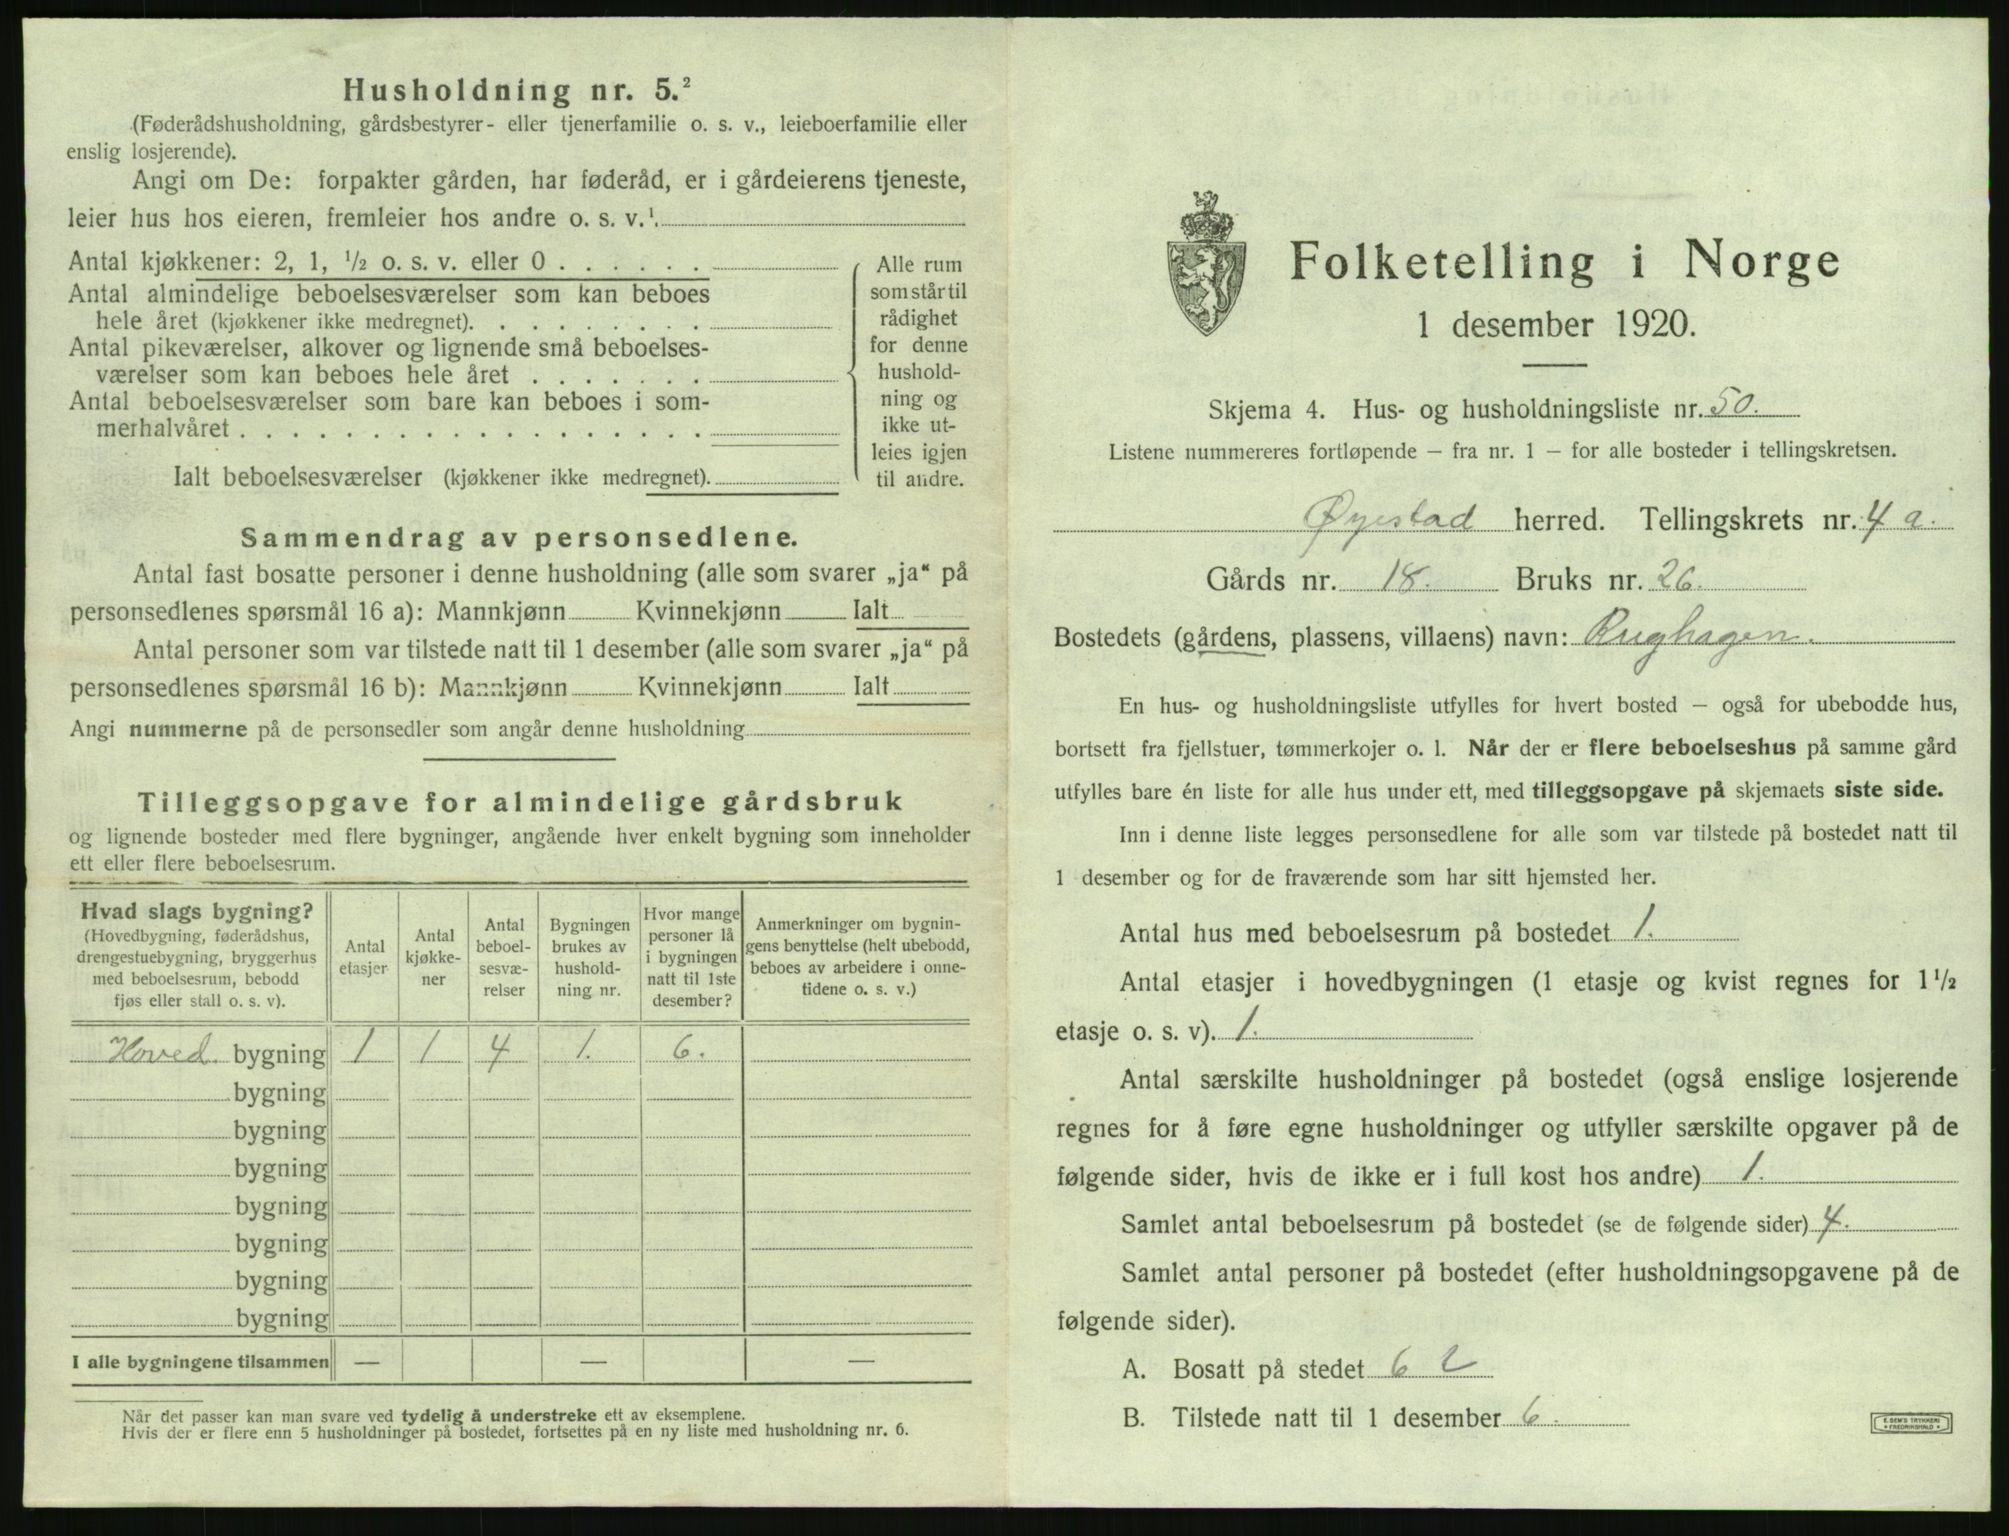 Husholdning nr. 5.²
(Føderådshusholdning, gårdsbestyrer- eller tjenerfamilie o. s. v., leieboerfamilie eller
enslig losjerende).
Angi om De: forpakter gården, har føderåd, er i gårdeierens tjeneste,
leier hus hos eieren, fremleier hos andre o. s. v.¹
Antal kjøkkener: 2, 1, ½ o. s. v. eller 0 . . . . . .
Antal almindelige beboelsesværelser som kan beboes
hele året (kjøkkener ikke medregnet). . . . . . . . .
Antal pikeværelser, alkover og lignende små beboelses-
værelser som kan beboes hele året . . . . . . .
Antal beboelsesværelser som bare kan beboes i som-
merhalvåret . . . . . . . . . . . . . . . . . .
Ialt beboelsesværelser (kjøkkener ikke medregnet).
Alle rum
som står til
rådighet
for denne
hushold-
ning og
ikke ut-
leies igjen
til andre.
Sammendrag av personsedlene.
Antal fast bosatte personer i denne husholdning (alle som svarer „ja“ på
personsedlenes spørsmål 16 a): Mannkjønn Kvinnekjønn Ialt
Antal personer som var tilstede natt til 1 desember (alle som svarer „ja“ på
personsedlenes spørsmål 16 b): Mannkjønn Kvinnekjønn Ialt
Angi nummerne på de personsedler som angår denne husholdning
Tilleggsopgave for almindelige gårdsbruk
og lignende bosteder med flere bygninger, angående hver enkelt bygning som inneholder
ett eller flere beboelsesrum.
Hvad slags bygning?
(Hovedbygning, føderådshus,
drengestuebygning, bryggerhus
med beboelsesrum, bebodd
fjøs eller stall o. s. v).
Antal
etasjer
Antal
kjøkke-
ner
Antal
beboel-
sesvæ-
relser
Bygningen
brukes av
hushold-
ning nr.
Hvor mange
personer lå
i bygningen
natt til 1ste
desember?
Anmerkninger om bygnin-
gens benyttelse (helt ubebodd,
beboes av arbeidere i onne-
tidene o. s. v.)
Hoved bygning 1 1 4 1. 6.
bygning
bygning
bygning
bygning
bygning
bygning
bygning
I alle bygningene tilsammen — — —
Når det passer kan man svare ved tydelig å understreke ett av eksemplene.
Hvis der er flere enn 5 husholdninger på bostedet, fortsettes på en ny liste med husholdning nr. 6.
Folketelling i Norge
1 desember 1920.
Skjema 4. Hus- og husholdningsliste nr. 50.
Listene nummereres fortløpende — fra nr. 1 — for alle bosteder i tellingskretsen.
Øyestad herred. Tellingskrets nr. 4 a.
Gårds nr. 18. Bruks nr. 26.
Bostedets (gårdens, plassens, villaens) navn: Rughagen.
En hus- og husholdningsliste utfylles for hvert bosted — også for ubebodde hus,
bortsett fra fjellstuer, tømmerkojer o. l. Når der er flere beboelseshus på samme gård
utfylles bare én liste for alle hus under ett, med tilleggsopgave på skjemaets siste side.
Inn i denne liste legges personsedlene for alle som var tilstede på bostedet natt til
1 desember og for de fraværende som har sitt hjemsted her.
Antal hus med beboelsesrum på bostedet 1.
Antal etasjer i hovedbygningen (1 etasje og kvist regnes for 1½
etasje o. s. v). 1.
Antal særskilte husholdninger på bostedet (også enslige losjerende
regnes for å føre egne husholdninger og utfyller særskilte opgaver på de
følgende sider, hvis de ikke er i full kost hos andre) 1.
Samlet antal beboelsesrum på bostedet (se de følgende sider) 4.
Samlet antal personer på bostedet (efter husholdningsopgavene på de
følgende sider).
A. Bosatt på stedet 6
B. Tilstede natt til 1 desember 6.
E. SEM'S TRYKKERI
FREDRIKSHALD